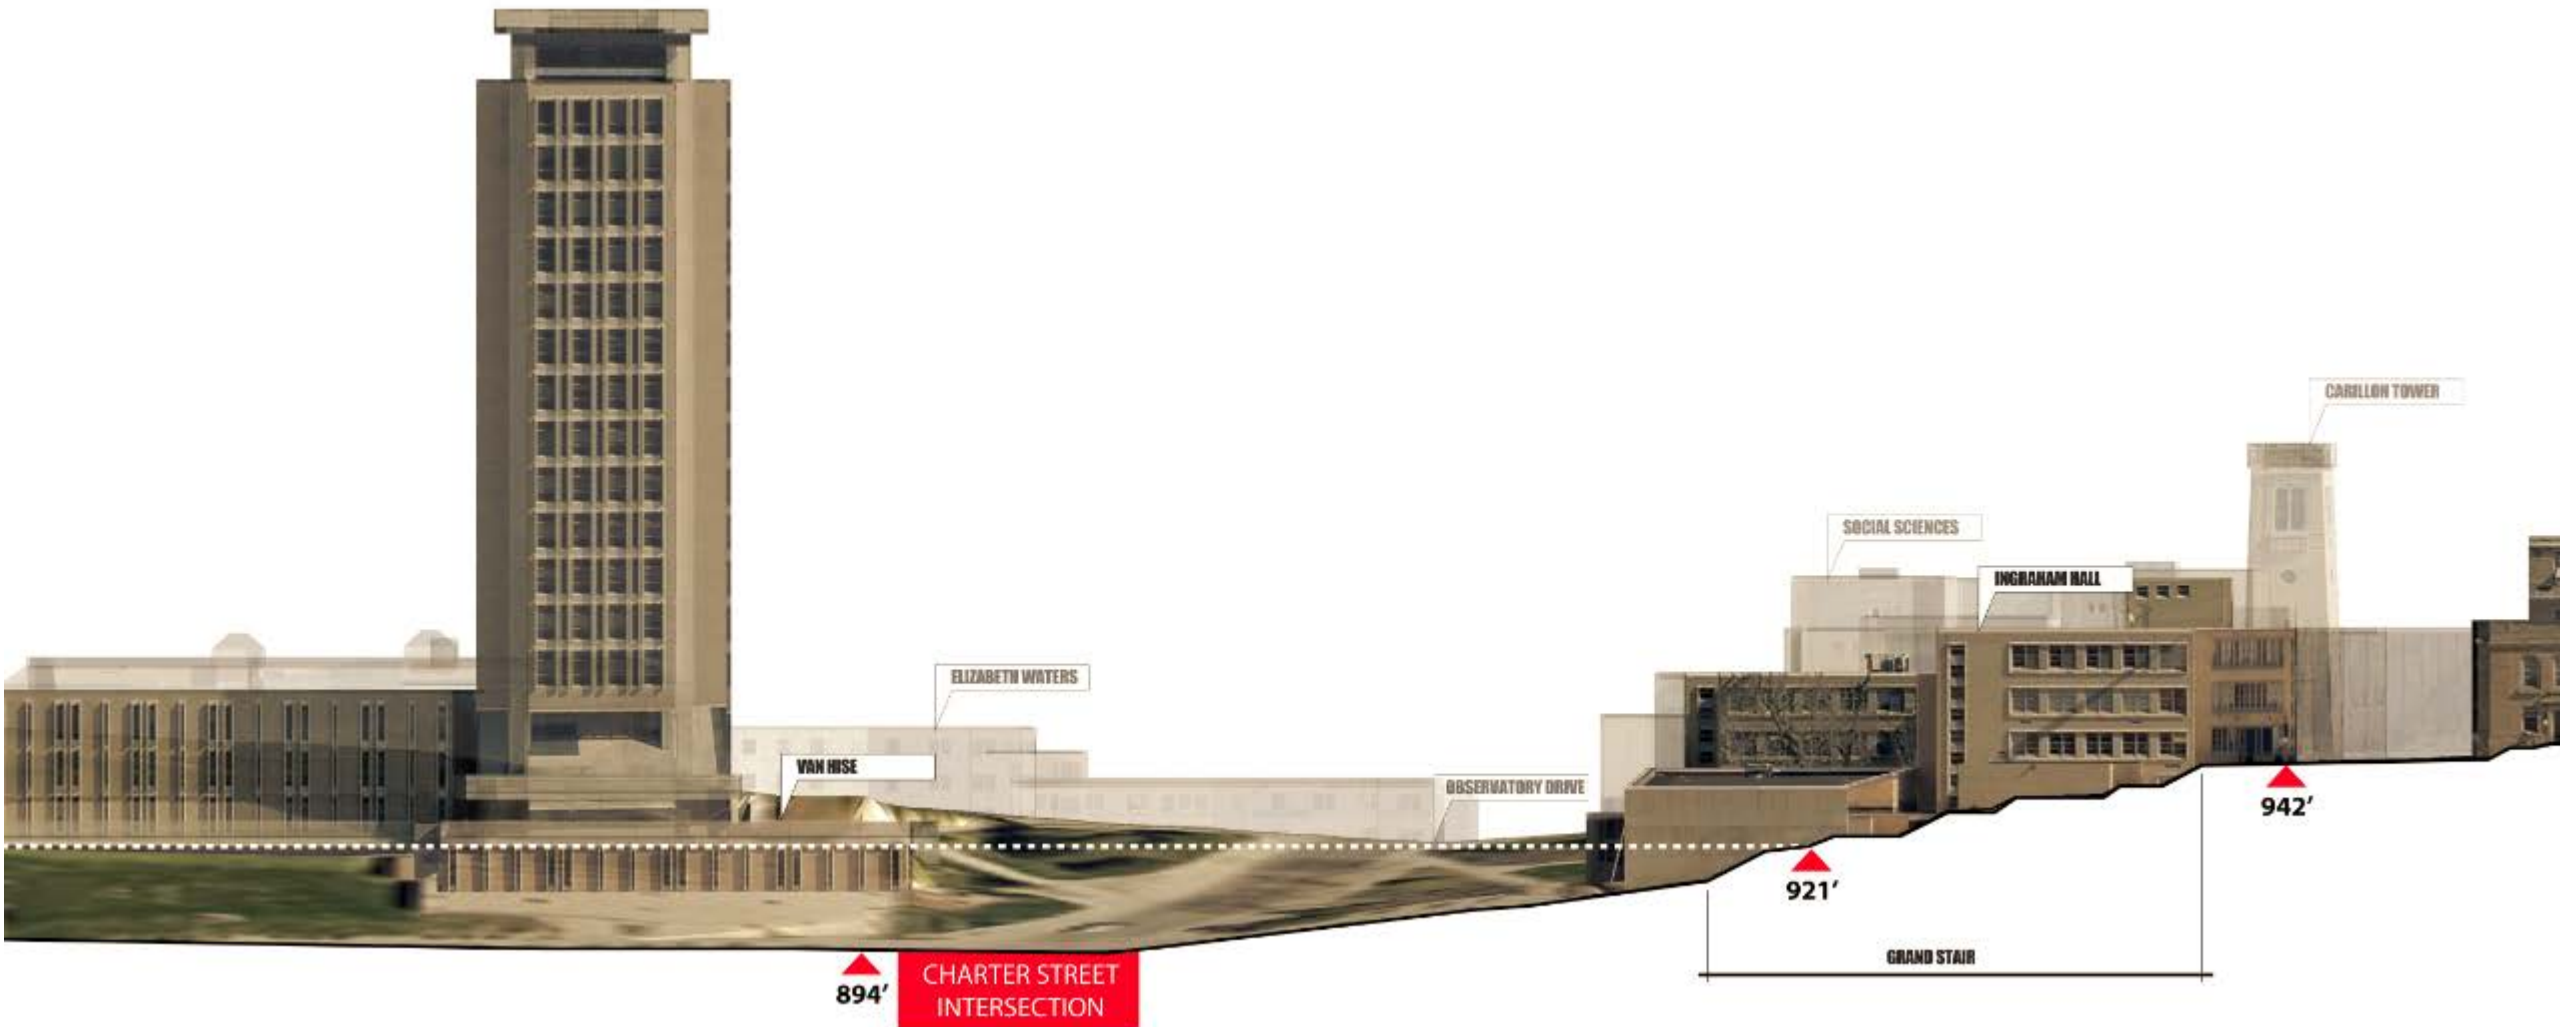 CARILLON TOWER
SOCIAL SCIENCES
INGRAHAM HALL
ELIZABETH WATERS
VAN HISE
OBSERVATORY DRIVE
942’
921’
GRAND STAIR
894’
CHARTER STREET
INTERSECTION